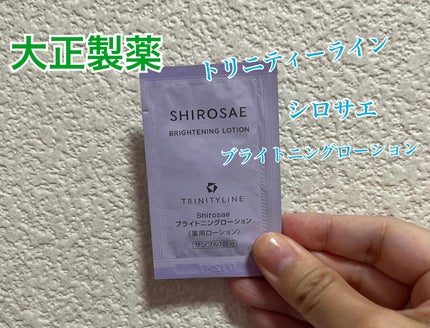 大正製薬
トリニティーライン
シロサエ
ブライトニングローション
SHIROSAE
BRIGHTENING LOTION
TRINITYLINE
Shirosae
ブライトニングローション
〈薬用ローション〉
サンプル1回分